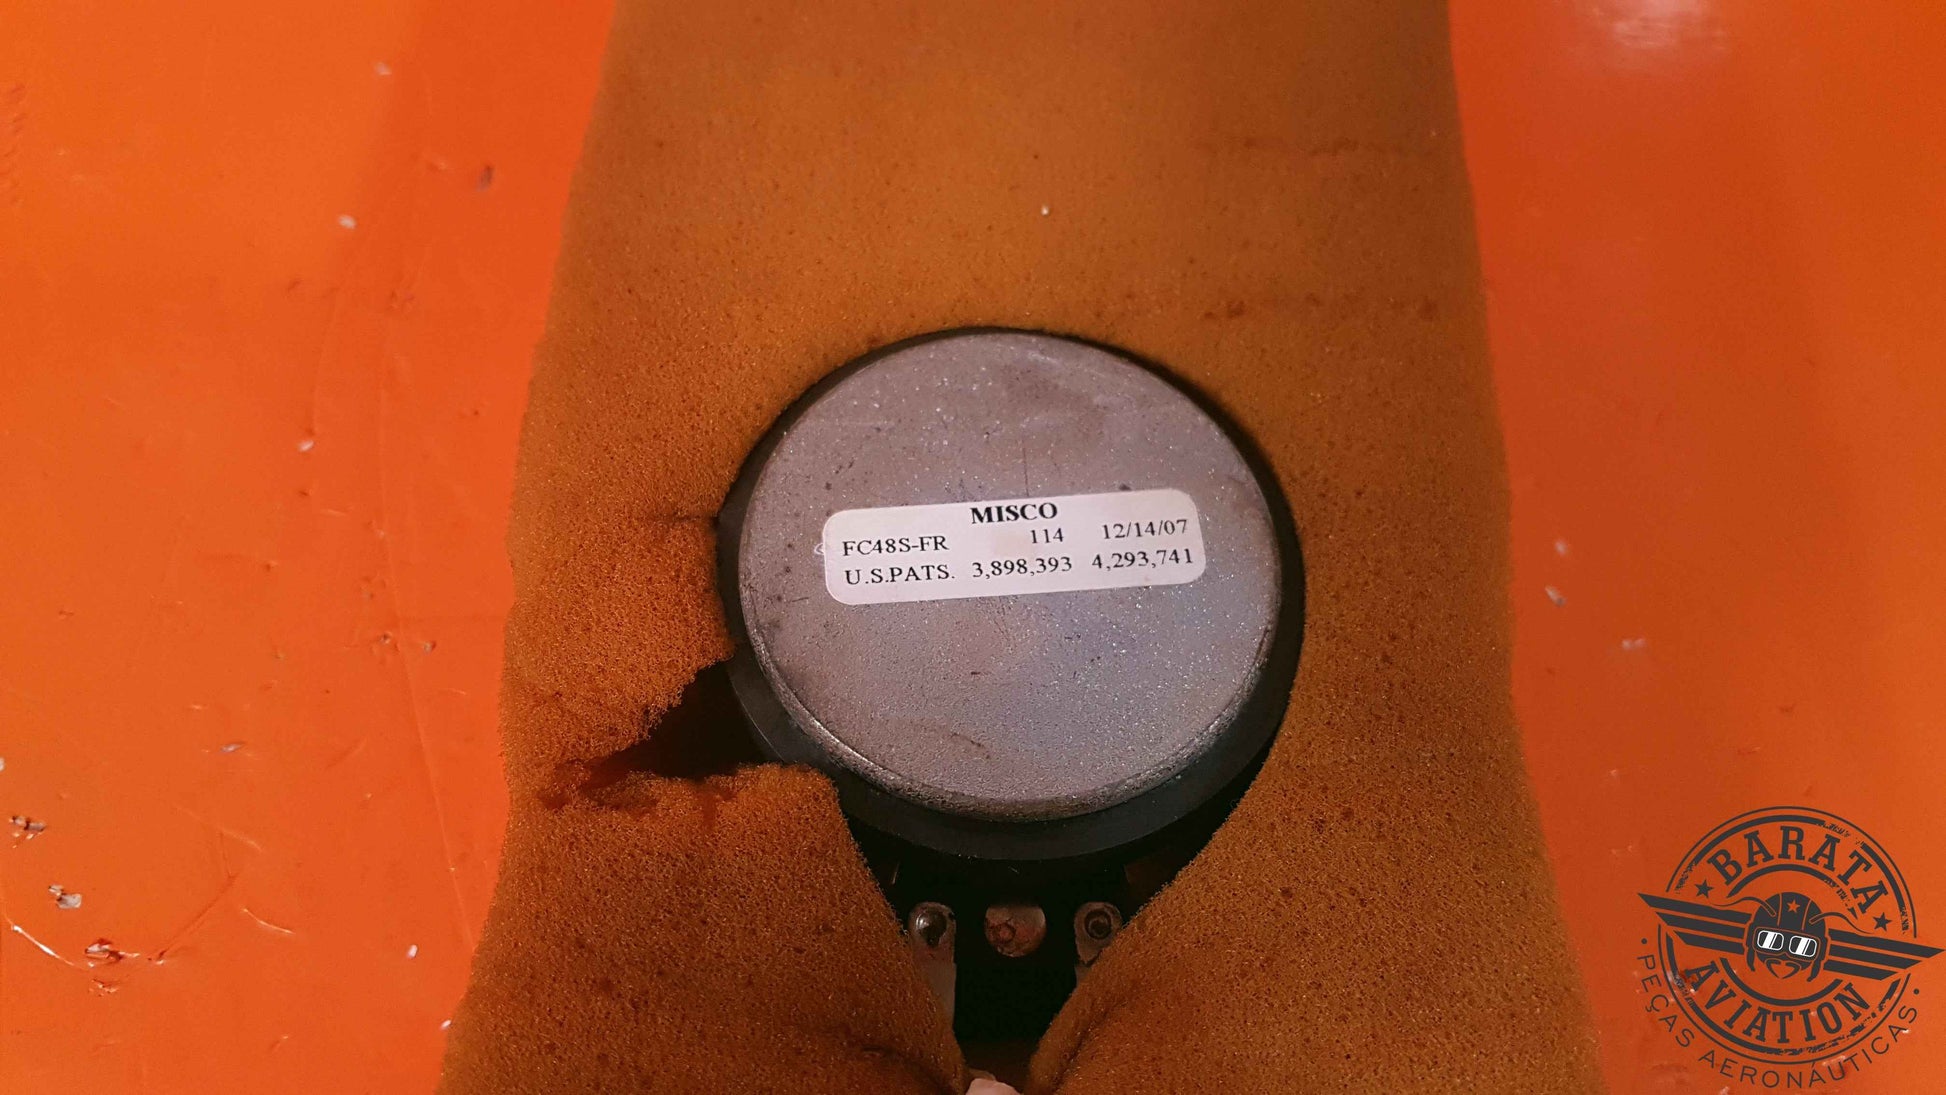 MISCO
FC48S-FR 114 12/14/07
U.S.PATS. 3,898,393 4,293,741
BARATA
AVIATION
• PEÇAS AERONÁUTICAS •